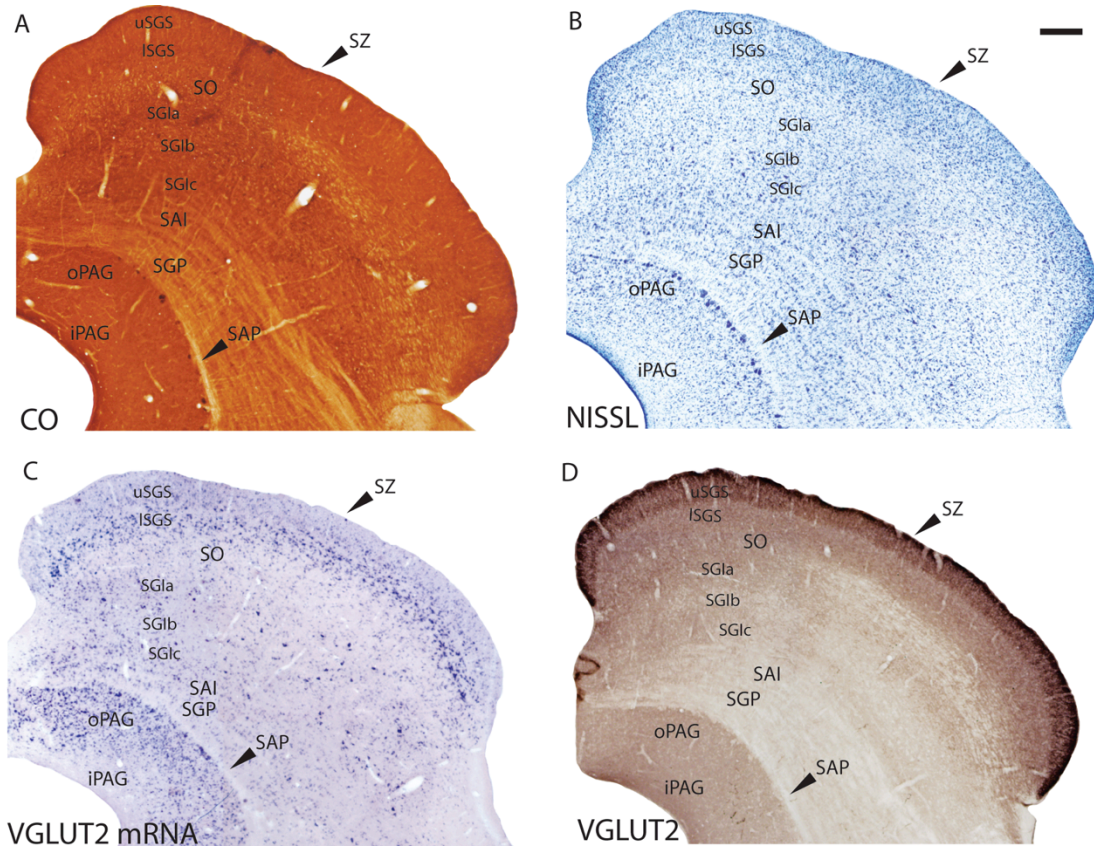 A
uSGS
lSGS
SZ
SO
SGIa
SGIb
SGIc
SAI
SGP
oPAG
iPAG
SAP
CO
B
uSGS
lSGS
SZ
SO
SGIa
SGIb
SGIc
SAI
SGP
oPAG
SAP
iPAG
NISSL
C
uSGS
lSGS
SZ
SO
SGIa
SGIb
SGIc
SAI
SGP
oPAG
SAP
iPAG
VGLUT2 mRNA
D
uSGS
lSGS
SZ
SO
SGIa
SGIb
SGIc
SAI
SGP
oPAG
SAP
iPAG
VGLUT2